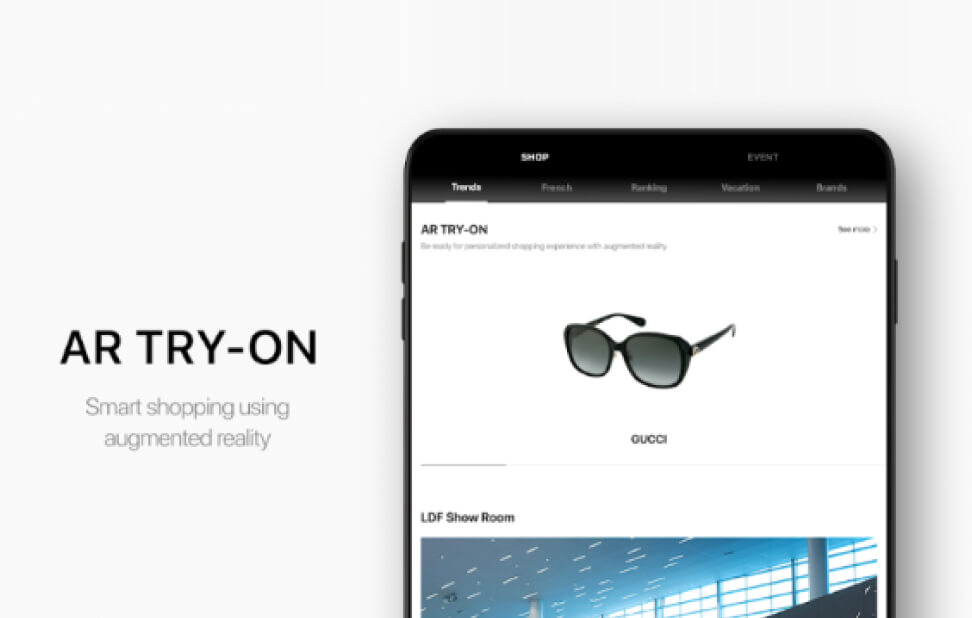 AR TRY-ON
Smart shopping using
augmented reality
SHOP EVENT
Trends French Ranking Vacation Brands
AR TRY-ON See more >
Be ready for personalized shopping experience with augmented reality.
GUCCI
LDF Show Room